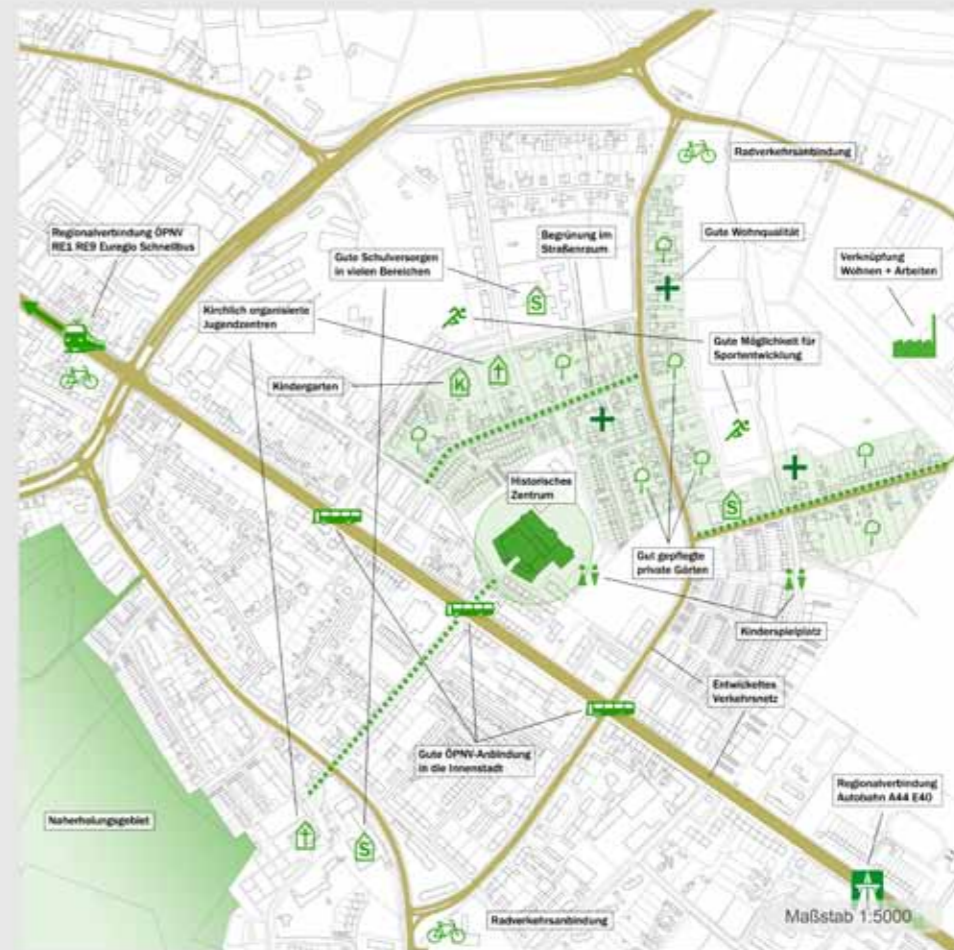 Radverkehrsanbindung
Regionalverbindung ÖPNV
RE1 RE9 Euregio Schnellbus
Begrünung im
Straßenraum
Gute Wohnqualität
Gute Schulversorgen
in vielen Bereichen
Verknüpfung
Wohnen + Arbeiten
S
Kirchlich organisierte
Jugendzentren
Gute Möglichkeit für
Sportentwicklung
Kindergarten
K
Historisches
Zentrum
S
Gut gepflegte
private Gärten
Kinderspielplatz
Entwickeltes
Verkehrsnetz
Gute ÖPNV-Anbindung
in die Innenstadt
Regionalverbindung
Autobahn A44 E40
Naherholungsgebiet
S
Maßstab 1:5000
Radverkehrsanbindung